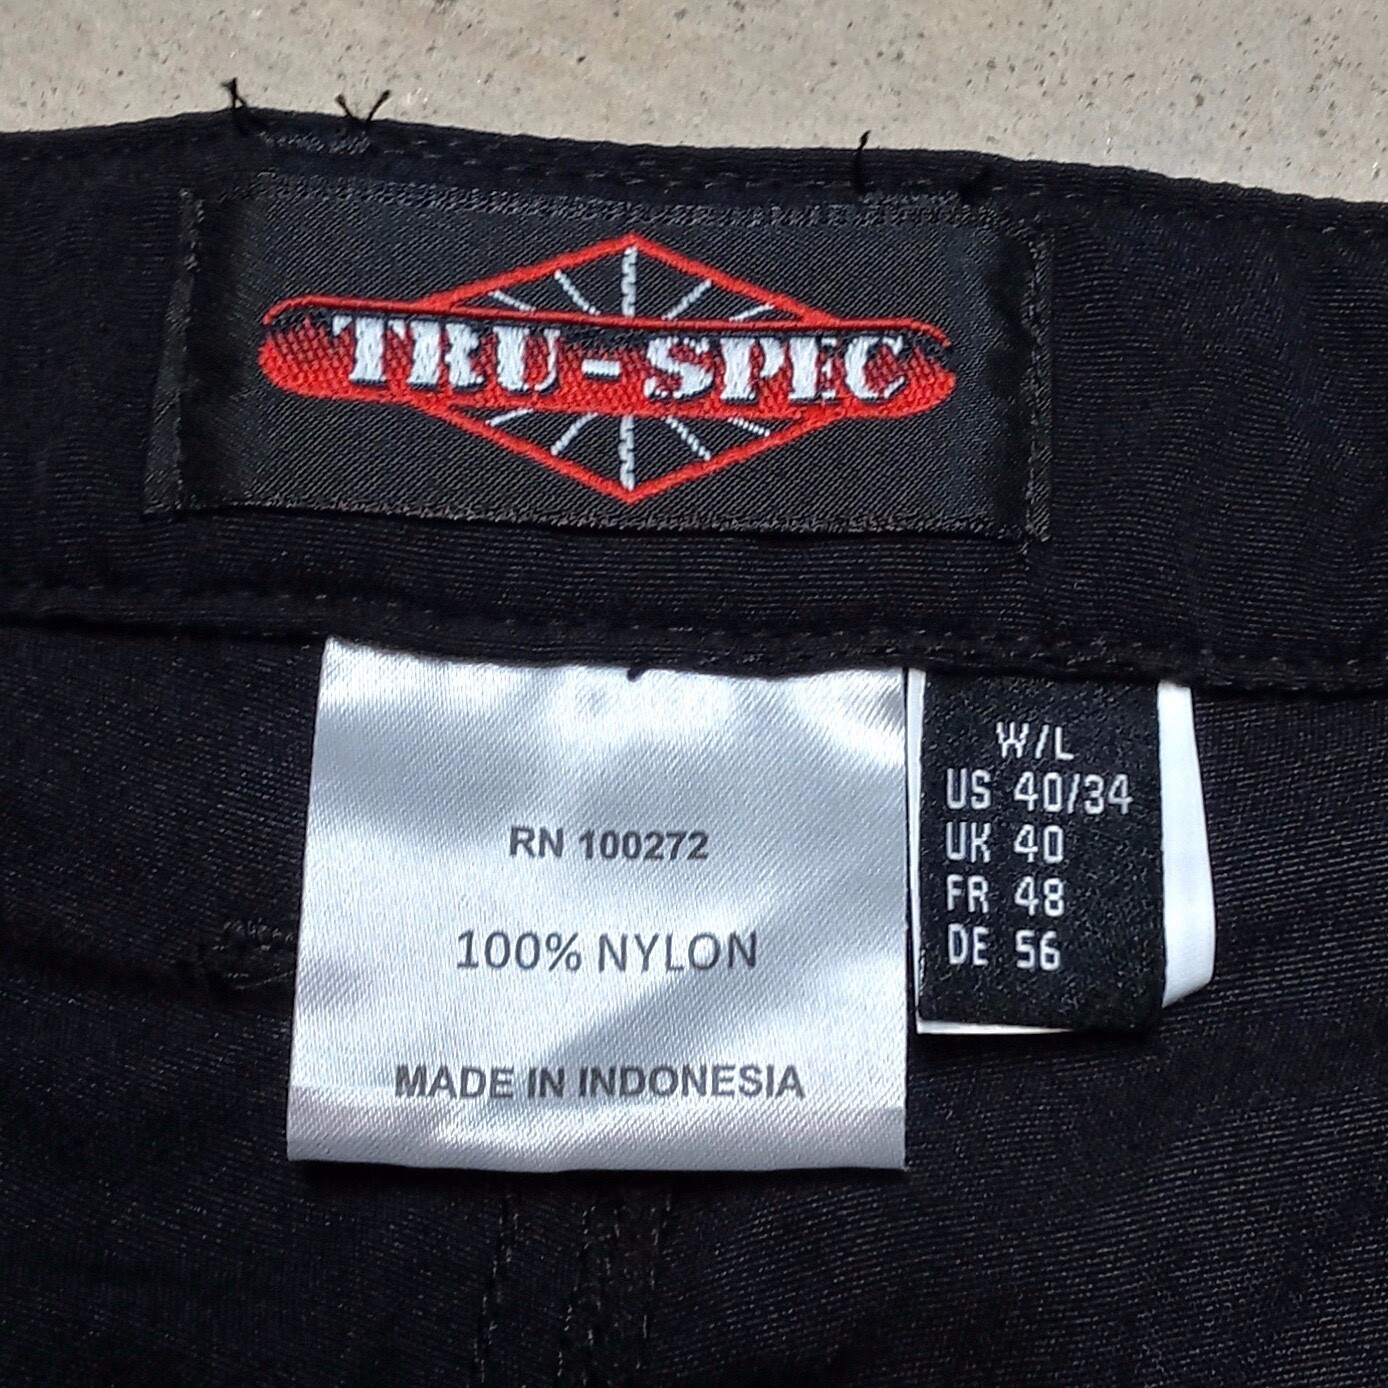 TRU-SPEC
RN 100272
100% NYLON
MADE IN INDONESIA
W/L
US 40/34
UK 40
FR 48
DE 56